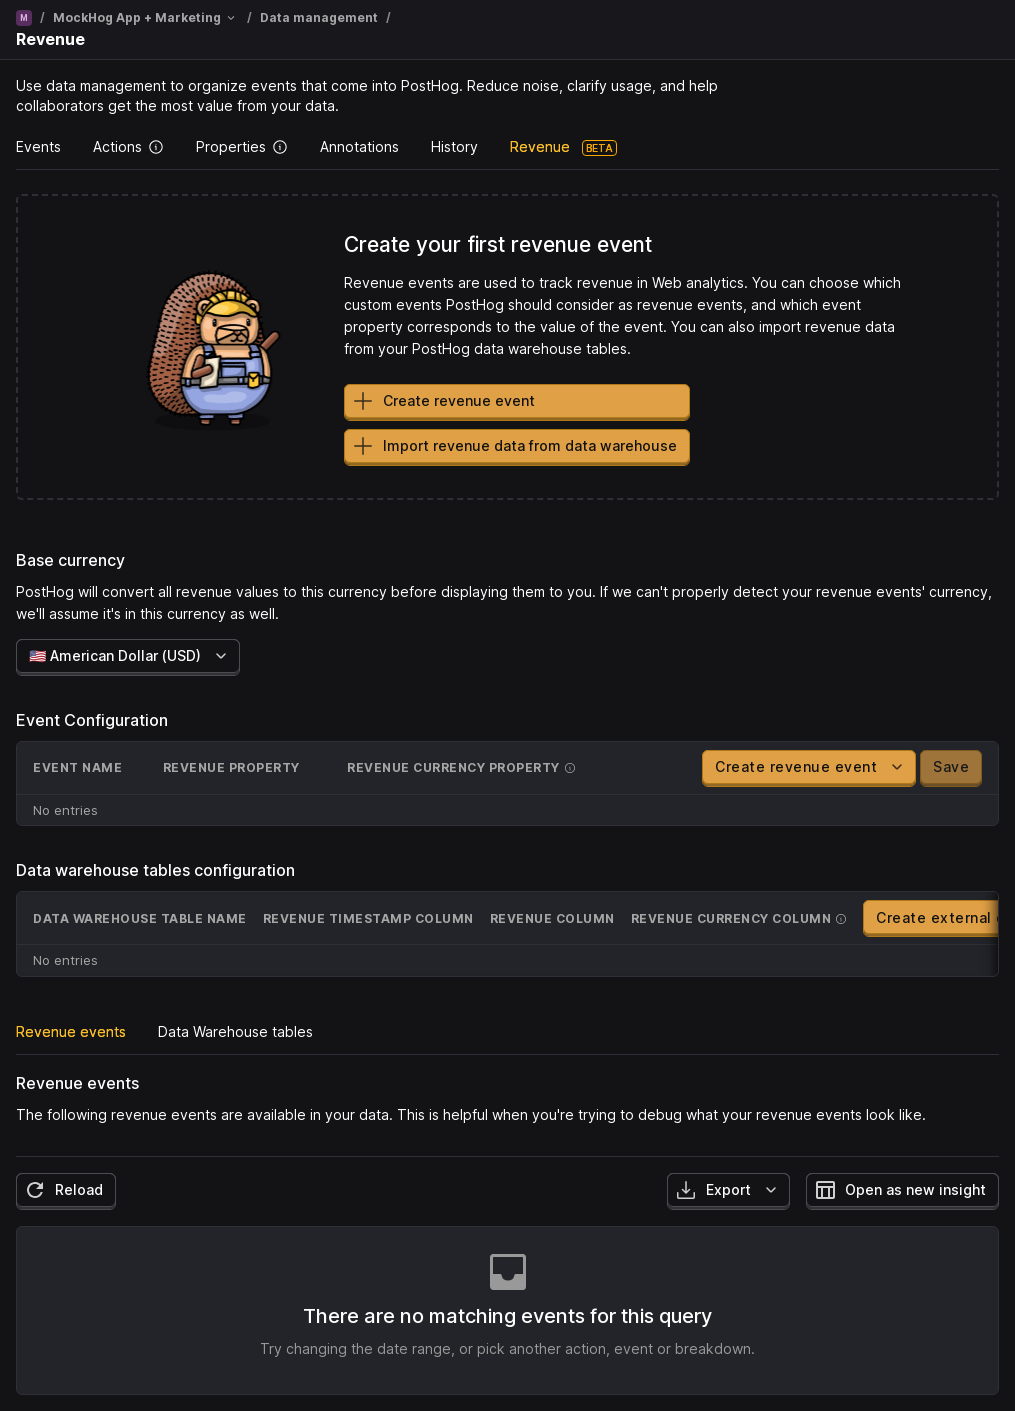 M / MockHog App + Marketing / Data management /
Revenue
Use data management to organize events that come into PostHog. Reduce noise, clarify usage, and help
collaborators get the most value from your data.
Events Actions Properties Annotations History Revenue BETA
Create your first revenue event
Revenue events are used to track revenue in Web analytics. You can choose which
custom events PostHog should consider as revenue events, and which event
property corresponds to the value of the event. You can also import revenue data
from your PostHog data warehouse tables.
Create revenue event
Import revenue data from data warehouse
Base currency
PostHog will convert all revenue values to this currency before displaying them to you. If we can't properly detect your revenue events' currency,
we'll assume it's in this currency as well.
🇺🇸 American Dollar (USD)
Event Configuration
EVENT NAME REVENUE PROPERTY REVENUE CURRENCY PROPERTY Create revenue event Save
No entries
Data warehouse tables configuration
DATA WAREHOUSE TABLE NAME REVENUE TIMESTAMP COLUMN REVENUE COLUMN REVENUE CURRENCY COLUMN Create external
No entries
Revenue events Data Warehouse tables
Revenue events
The following revenue events are available in your data. This is helpful when you're trying to debug what your revenue events look like.
Reload Export Open as new insight
There are no matching events for this query
Try changing the date range, or pick another action, event or breakdown.